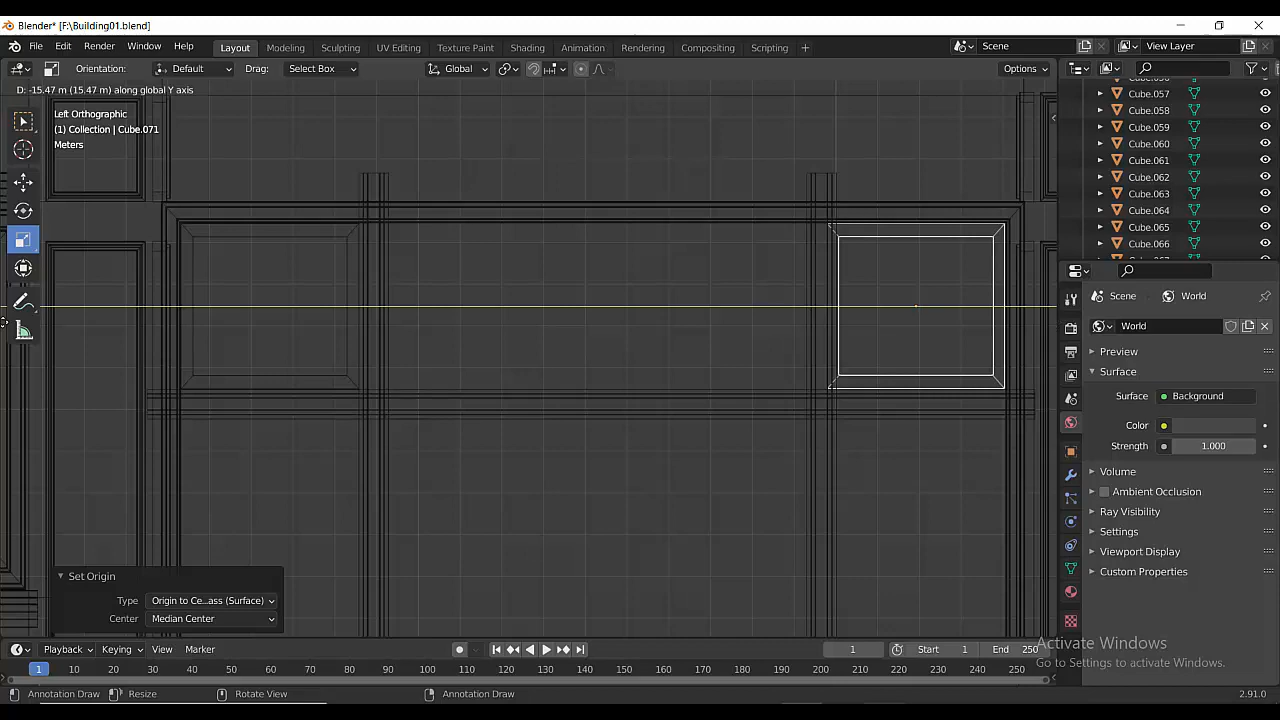 Blender* [F:\Building01.blend]
File Edit Render Window Help Layout Modeling Sculpting UV Editing Texture Paint Shading Animation Rendering Compositing Scripting + Scene View Layer
Orientation: Default Drag: Select Box Global Options
D: -15.47 m (15.47 m) along global Y axis
Left Orthographic
(1) Collection | Cube.071
Meters
Cube.057
Cube.058
Cube.059
Cube.060
Cube.061
Cube.062
Cube.063
Cube.064
Cube.065
Cube.066
Scene World
World
Preview
Surface
Surface Background
Color
Strength 1.000
Volume
Ambient Occlusion
Ray Visibility
Settings
Viewport Display
Custom Properties
Set Origin
Type Origin to Ce...ass (Surface)
Center Median Center
Activate Windows
Go to Settings to activate Windows.
Playback Keying View Marker 1 Start 1 End 250
1 10 20 30 40 50 60 70 80 90 100 110 120 130 140 150 160 170 180 190 200 210 220 230 240 250
Annotation Draw Resize Rotate View Annotation Draw 2.91.0